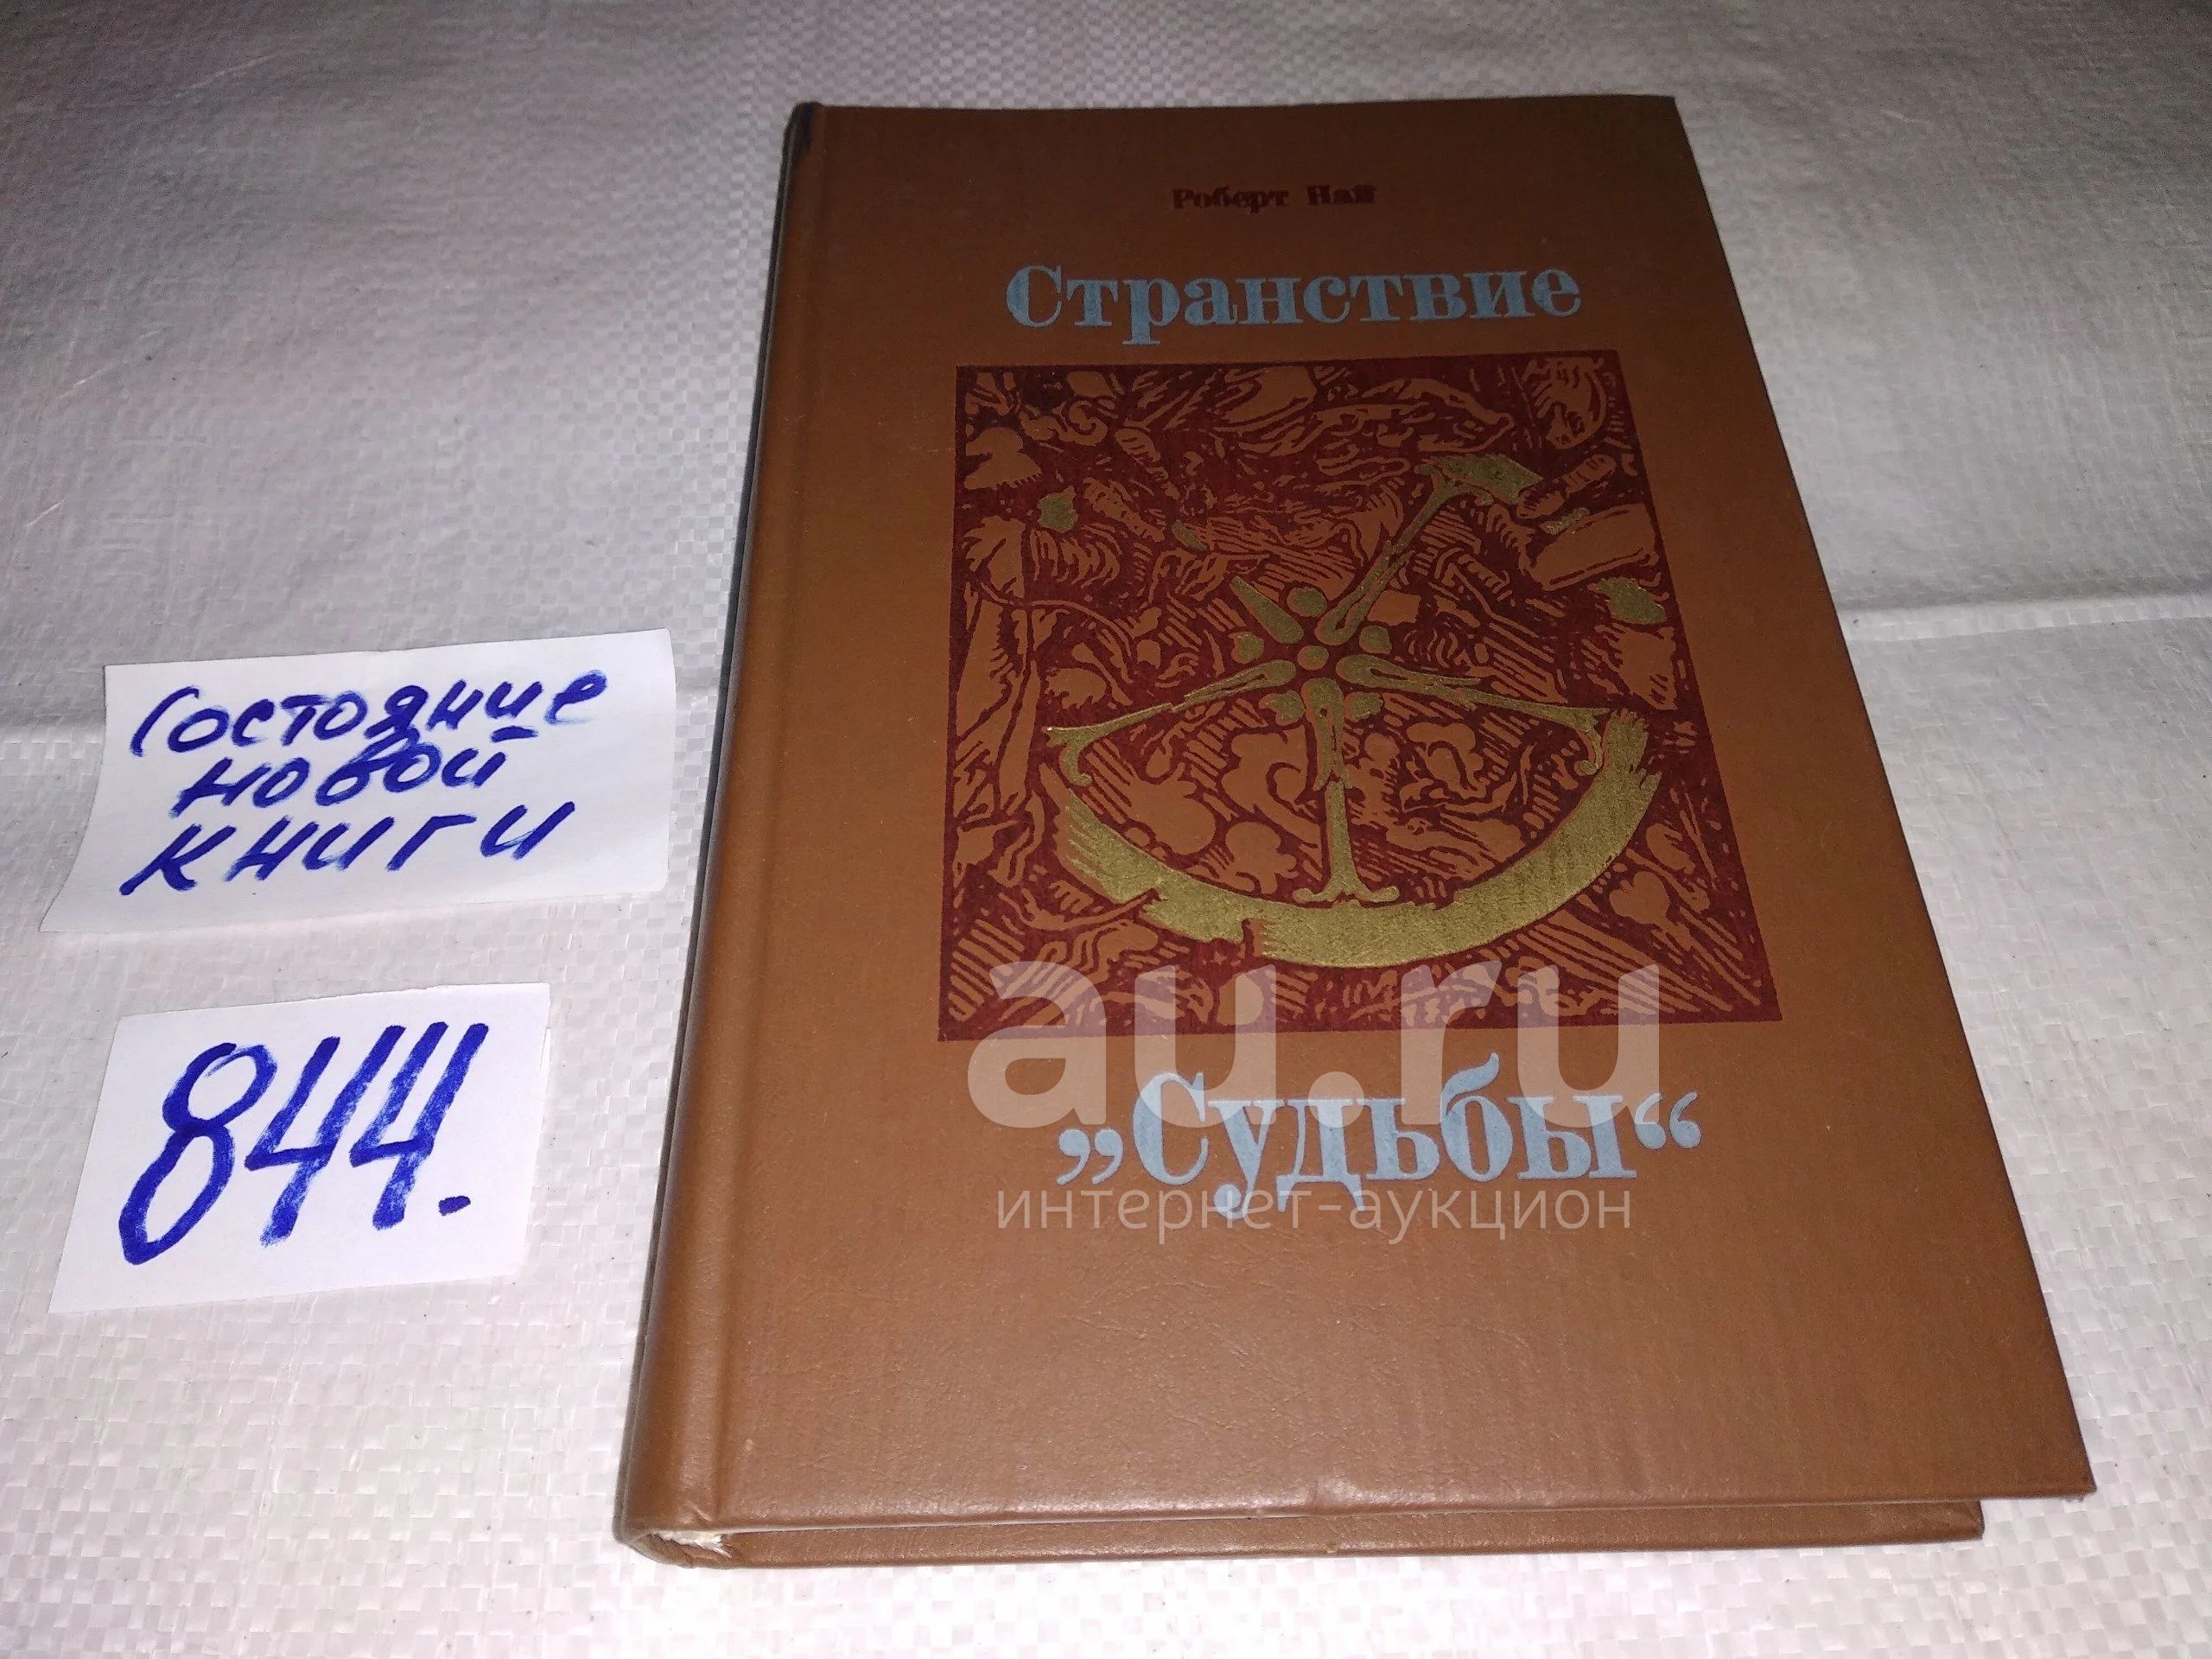 Роберт Най
Странствие
„Судьбы“
au.ru
интернет-аукцион
Состояние
новой
книги
844.